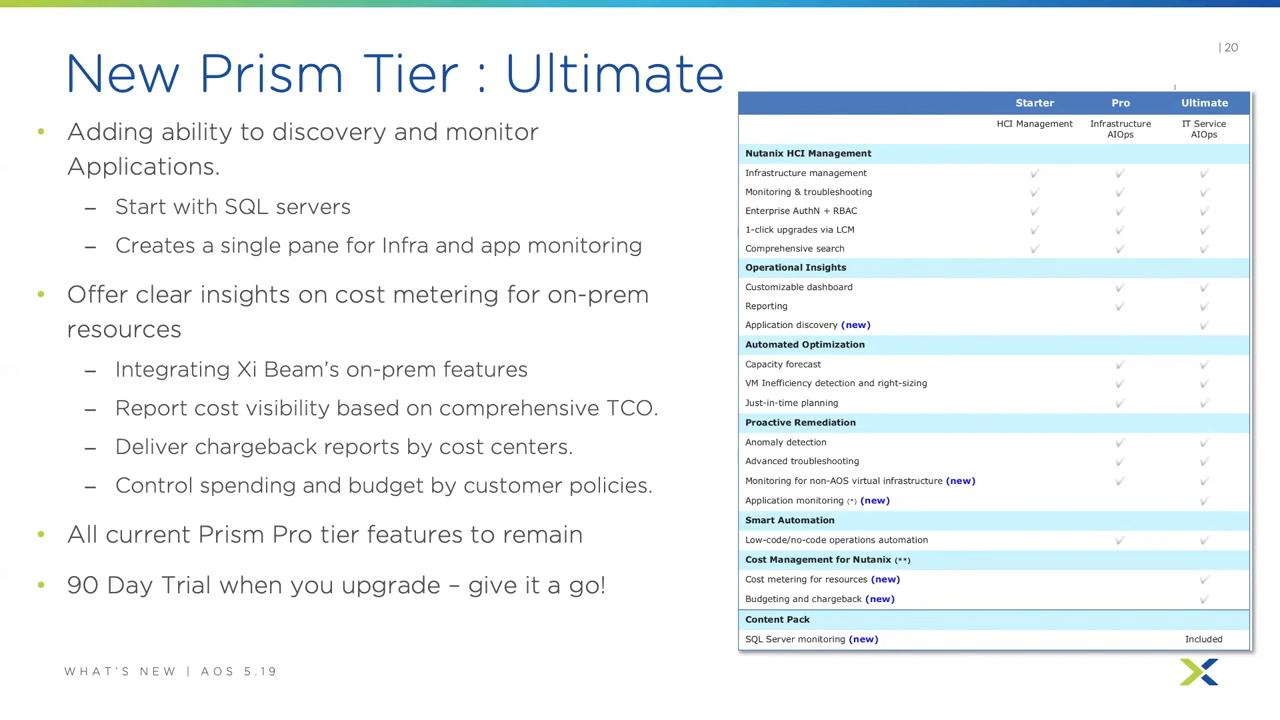 | 20
New Prism Tier : Ultimate
• Adding ability to discovery and monitor
Applications.
– Start with SQL servers
– Creates a single pane for Infra and app monitoring
• Offer clear insights on cost metering for on-prem
resources
– Integrating Xi Beam’s on-prem features
– Report cost visibility based on comprehensive TCO.
– Deliver chargeback reports by cost centers.
– Control spending and budget by customer policies.
• All current Prism Pro tier features to remain
• 90 Day Trial when you upgrade – give it a go!
Starter Pro Ultimate
HCI Management Infrastructure AIOps IT Service AIOps
Nutanix HCI Management
Infrastructure management ✓ ✓ ✓
Monitoring & troubleshooting ✓ ✓ ✓
Enterprise AuthN + RBAC ✓ ✓ ✓
1-click upgrades via LCM ✓ ✓ ✓
Comprehensive search ✓ ✓ ✓
Operational Insights
Customizable dashboard ✓ ✓
Reporting ✓ ✓
Application discovery (new) ✓
Automated Optimization
Capacity forecast ✓ ✓
VM Inefficiency detection and right-sizing ✓ ✓
Just-in-time planning ✓ ✓
Proactive Remediation
Anomaly detection ✓ ✓
Advanced troubleshooting ✓ ✓
Monitoring for non-AOS virtual infrastructure (new) ✓ ✓
Application monitoring (*) (new) ✓
Smart Automation
Low-code/no-code operations automation ✓ ✓
Cost Management for Nutanix (**)
Cost metering for resources (new) ✓
Budgeting and chargeback (new) ✓
Content Pack
SQL Server monitoring (new) Included
WHAT’S NEW | AOS 5.19